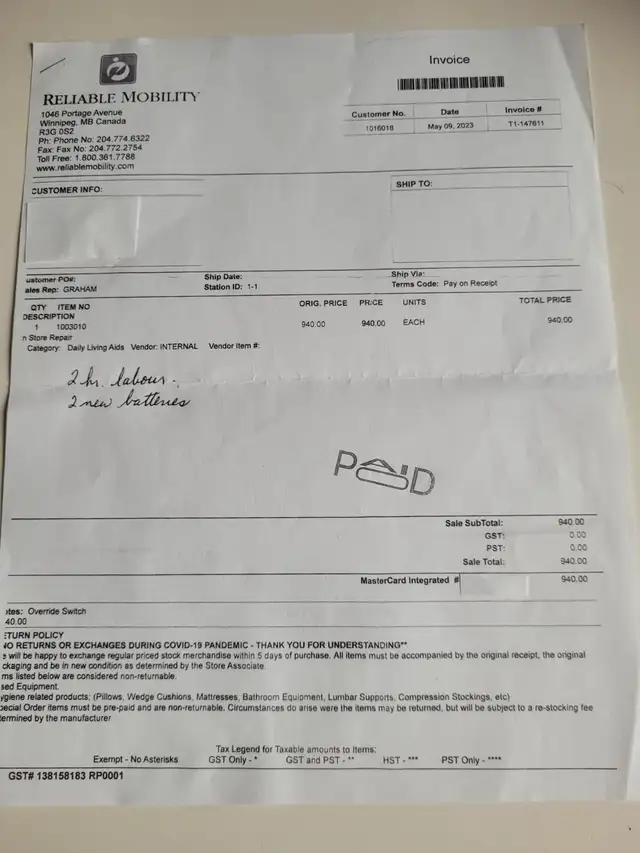 Invoice
RELIABLE MOBILITY
1046 Portage Avenue
Winnipeg, MB Canada
R3G 0S2
Ph: Phone No: 204.774.6322
Fax: Fax No: 204.772.2754
Toll Free: 1.800.361.7788
www.reliablemobility.com
Customer No. Date Invoice #
1016018 May 09, 2023 T1-147611
CUSTOMER INFO:
SHIP TO:
ustomer PO#: Ship Date: Ship Via:
ales Rep: GRAHAM Station ID: 1-1 Terms Code: Pay on Receipt
QTY ITEM NO ORIG. PRICE PRICE UNITS TOTAL PRICE
DESCRIPTION
1 1003010 940.00 940.00 EACH 940.00
n Store Repair
Category: Daily Living Aids Vendor: INTERNAL Vendor Item #:
2 hr. labour.
2 new batteries
PAID
Sale SubTotal: 940.00
GST: 0.00
PST: 0.00
Sale Total: 940.00
MasterCard Integrated # 940.00
otes: Override Switch
40.00
ETURN POLICY
NO RETURNS OR EXCHANGES DURING COVID-19 PANDEMIC - THANK YOU FOR UNDERSTANDING**
e will be happy to exchange regular priced stock merchandise within 5 days of purchase. All items must be accompanied by the original receipt, the original
ckaging and be in new condition as determined by the Store Associate.
ms listed below are considered non-returnable.
sed Equipment.
ygiene related products; (Pillows, Wedge Cushions, Mattresses, Bathroom Equipment, Lumbar Supports, Compression Stockings, etc)
pecial Order items must be pre-paid and are non-returnable. Circumstances do arise were the items may be returned, but will be subject to a re-stocking fee
termined by the manufacturer
Tax Legend for Taxable amounts to Items:
Exempt - No Asterisks GST Only - * GST and PST - ** HST - *** PST Only - ****
GST# 138158183 RP0001